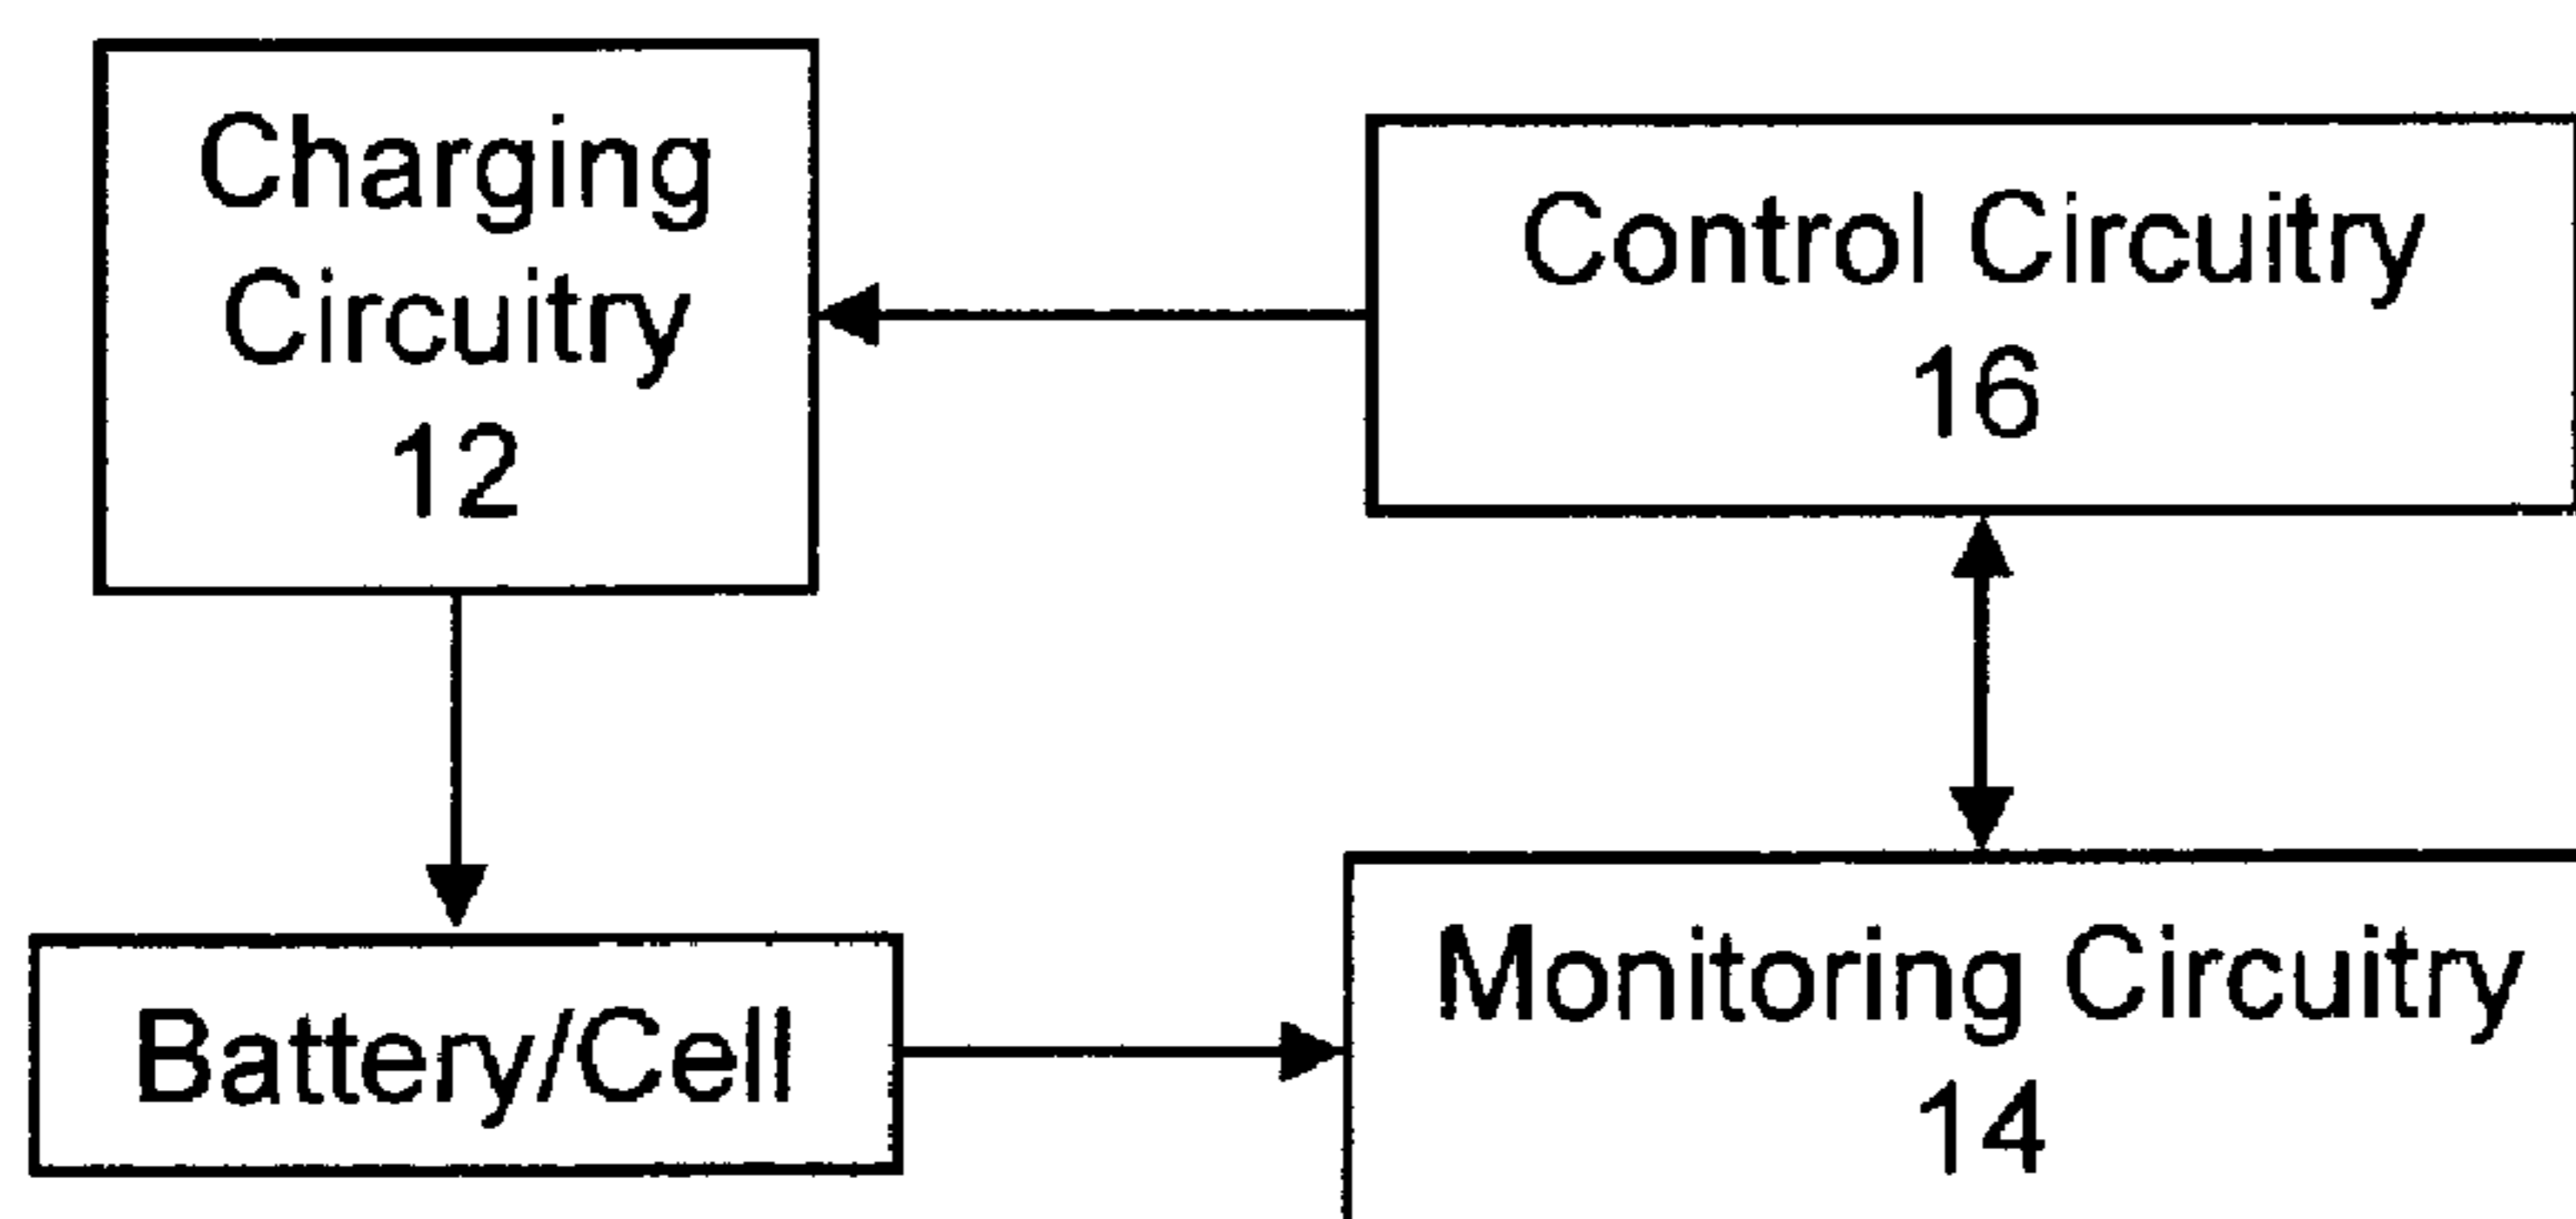 Charging
Circuitry
12
Control Circuitry
16
Battery/Cell
Monitoring Circuitry
14